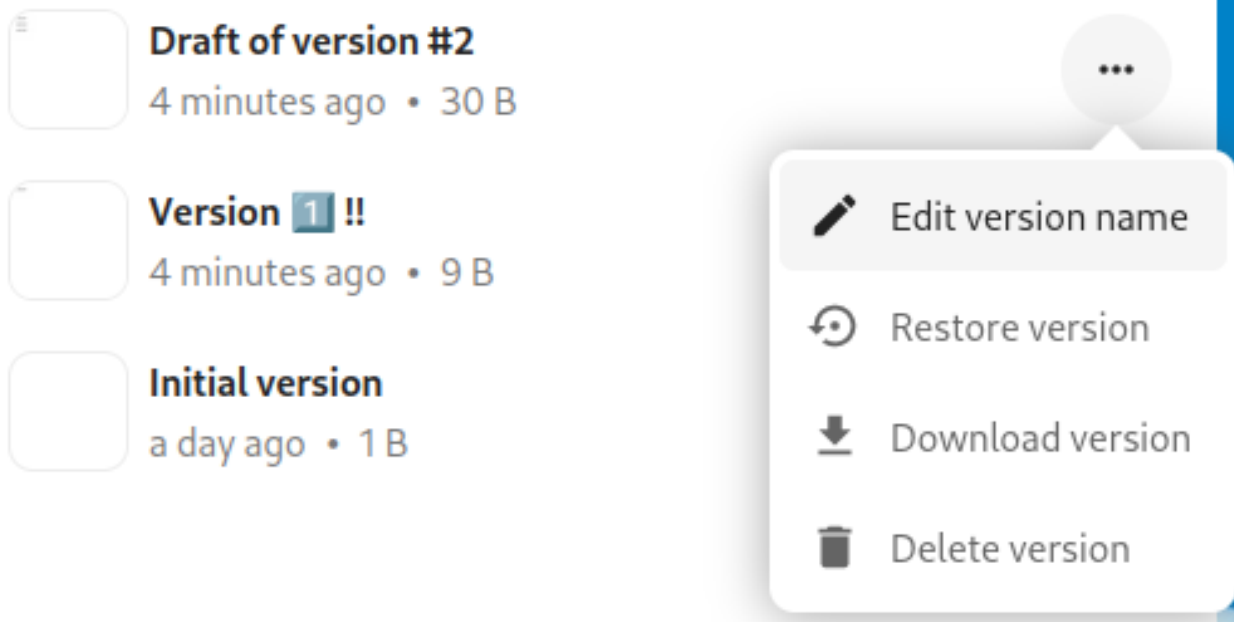 Draft of version #2
4 minutes ago • 30 B
Version 1️⃣ !!
4 minutes ago • 9 B
Initial version
a day ago • 1 B
Edit version name
Restore version
Download version
Delete version